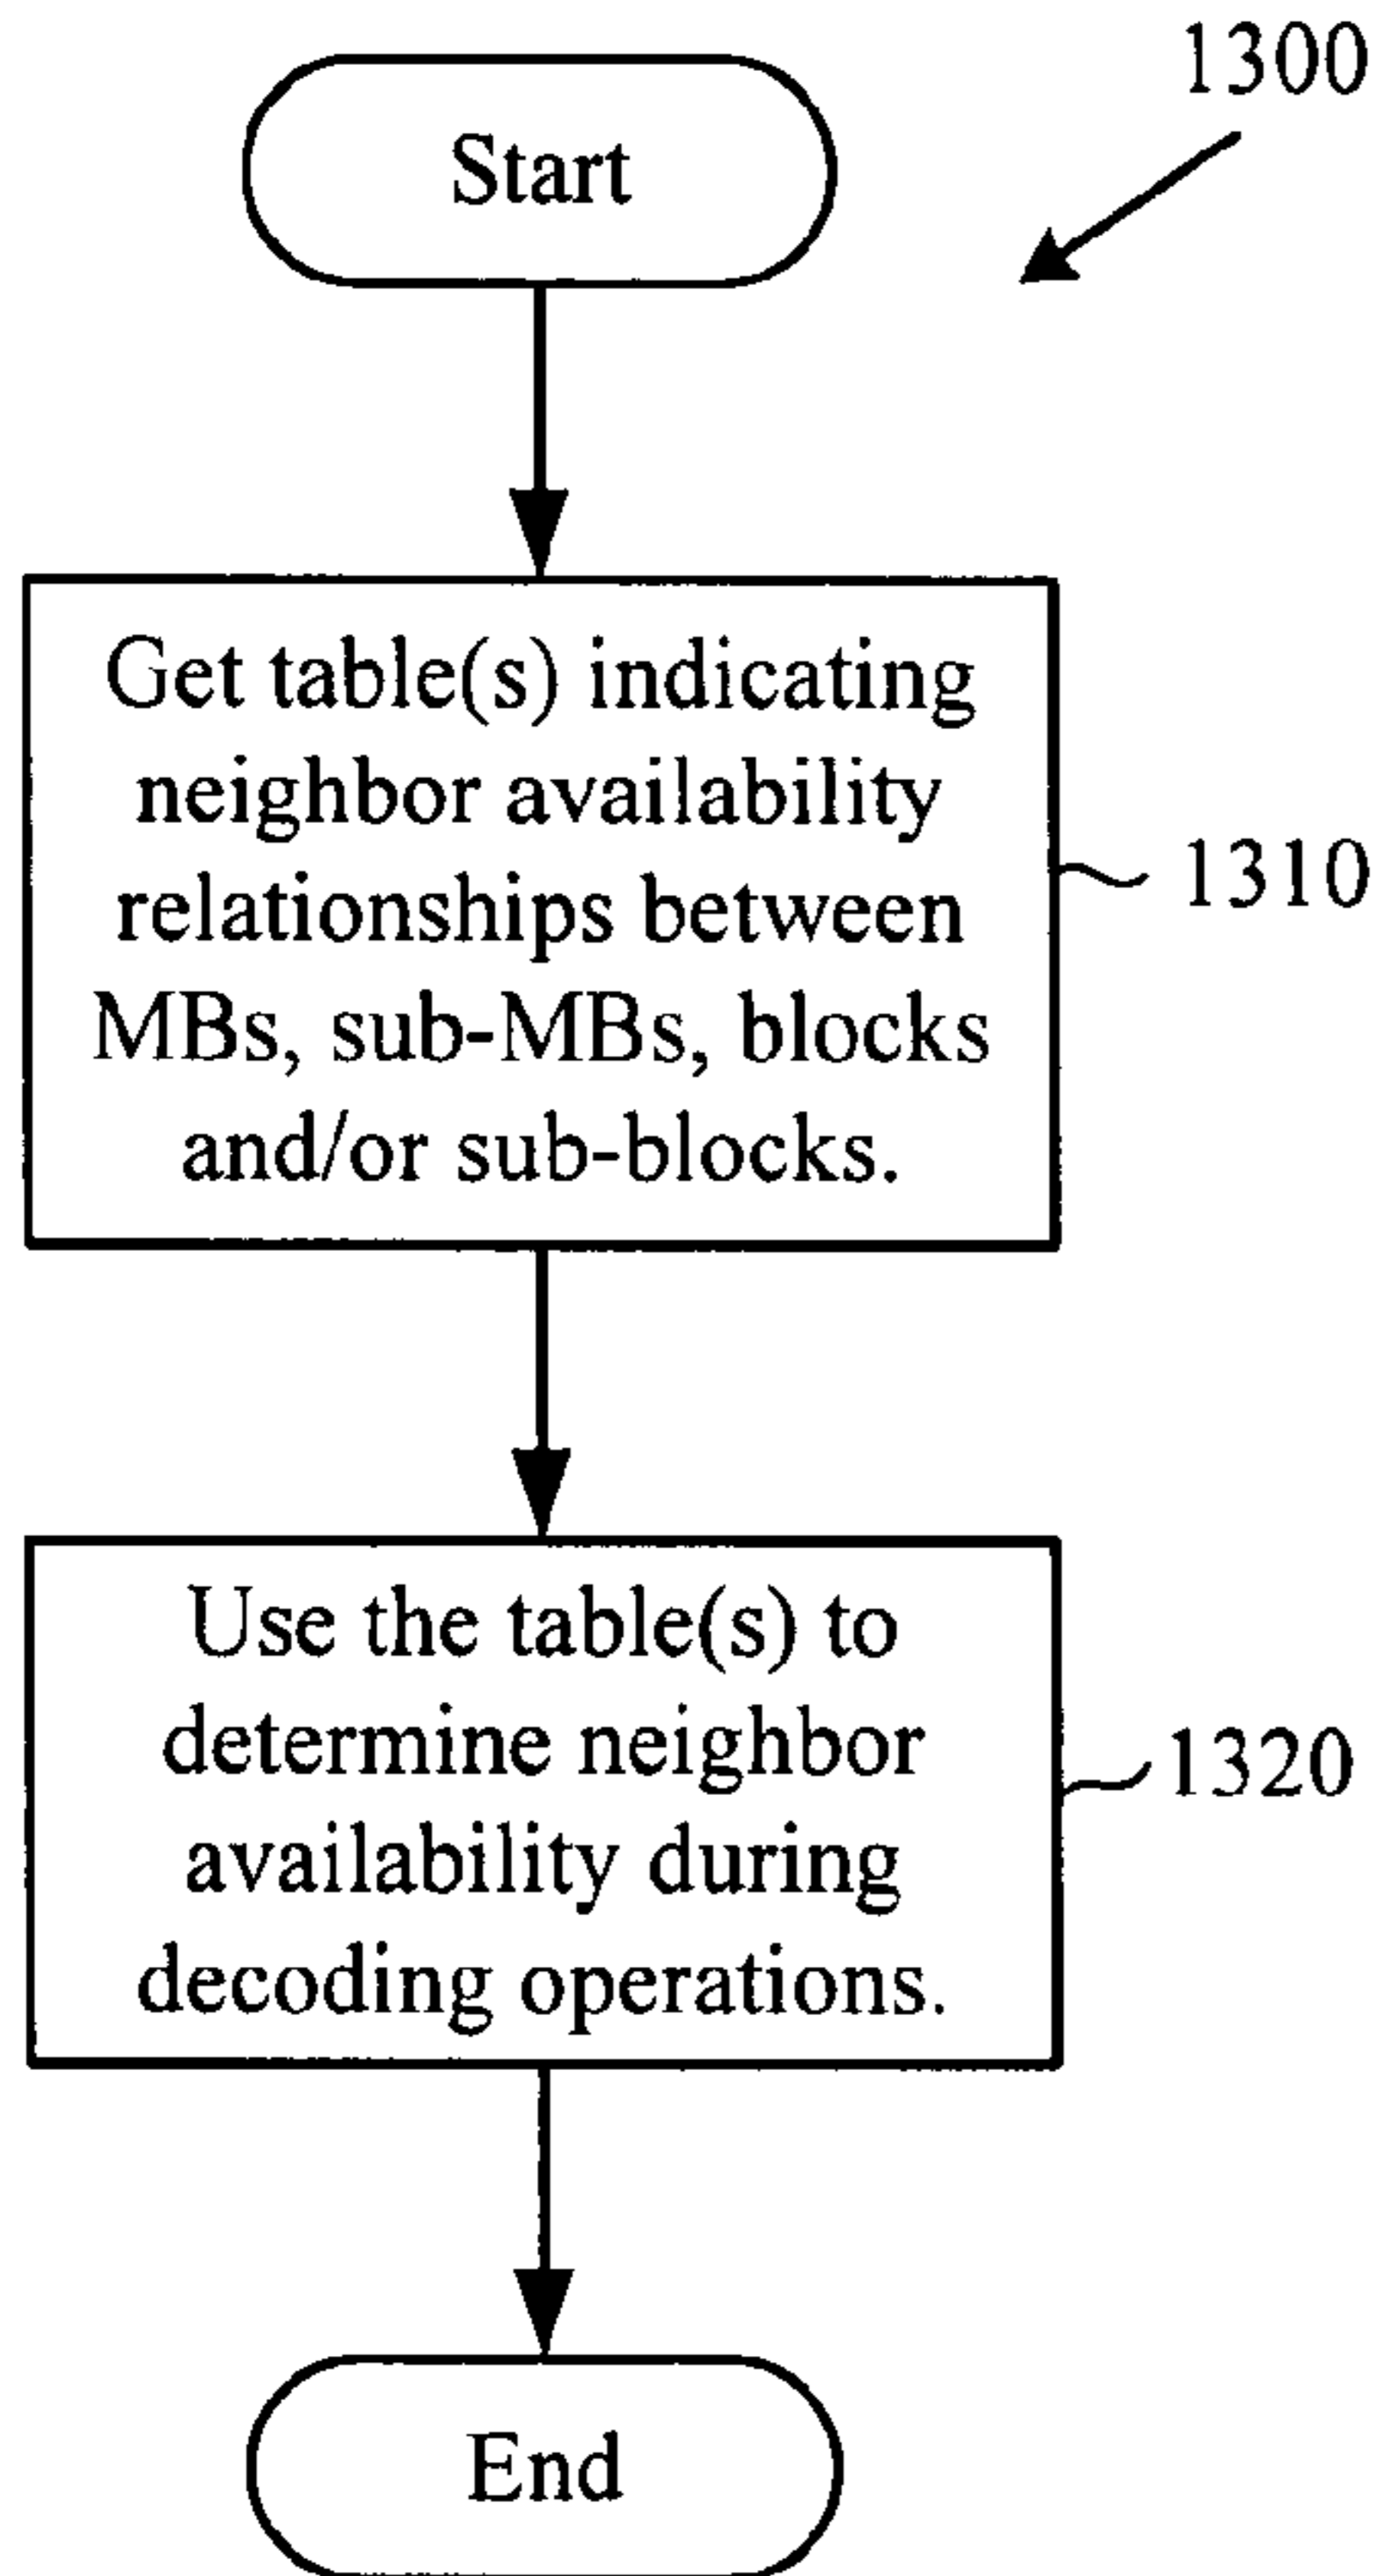 1300
Start
Get table(s) indicating
neighbor availability
relationships between
MBs, sub-MBs, blocks
and/or sub-blocks.
1310
Use the table(s) to
determine neighbor
availability during
decoding operations.
1320
End